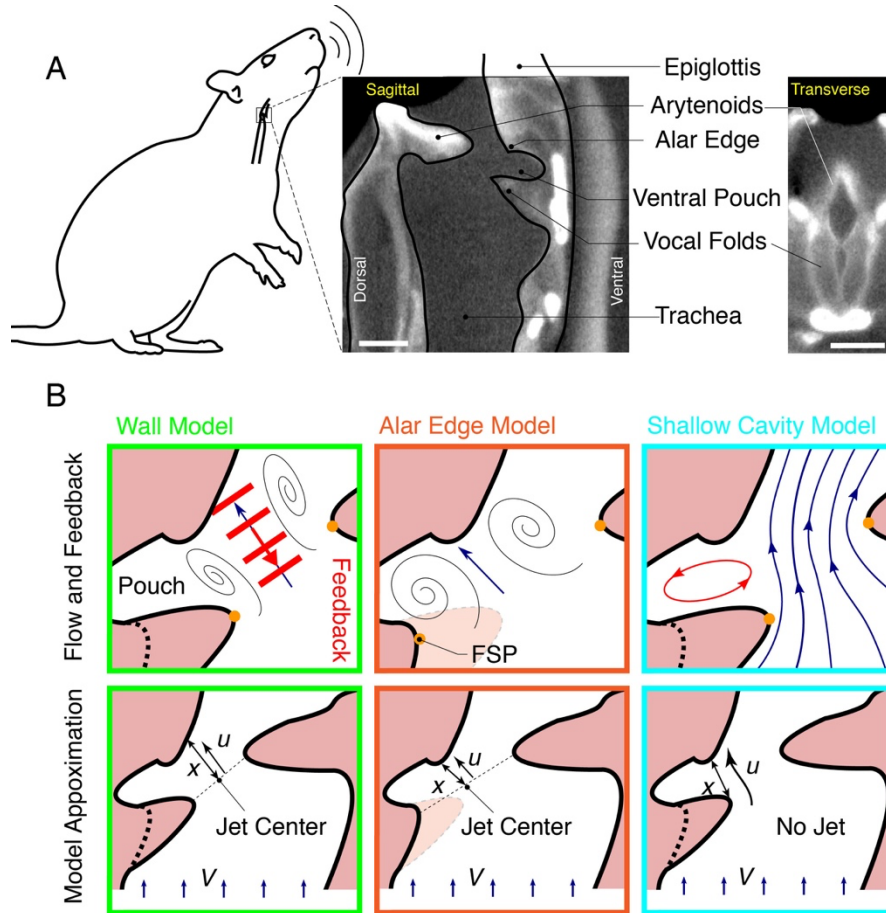 A
Sagittal
Dorsal
Ventral
Epiglottis
Arytenoids
Alar Edge
Ventral Pouch
Vocal Folds
Trachea
Transverse
B
Wall Model
Alar Edge Model
Shallow Cavity Model
Flow and Feedback
Pouch
Feedback
FSP
Model Appoximation
u
x
Jet Center
V
u
x
Jet Center
V
u
x
No Jet
V